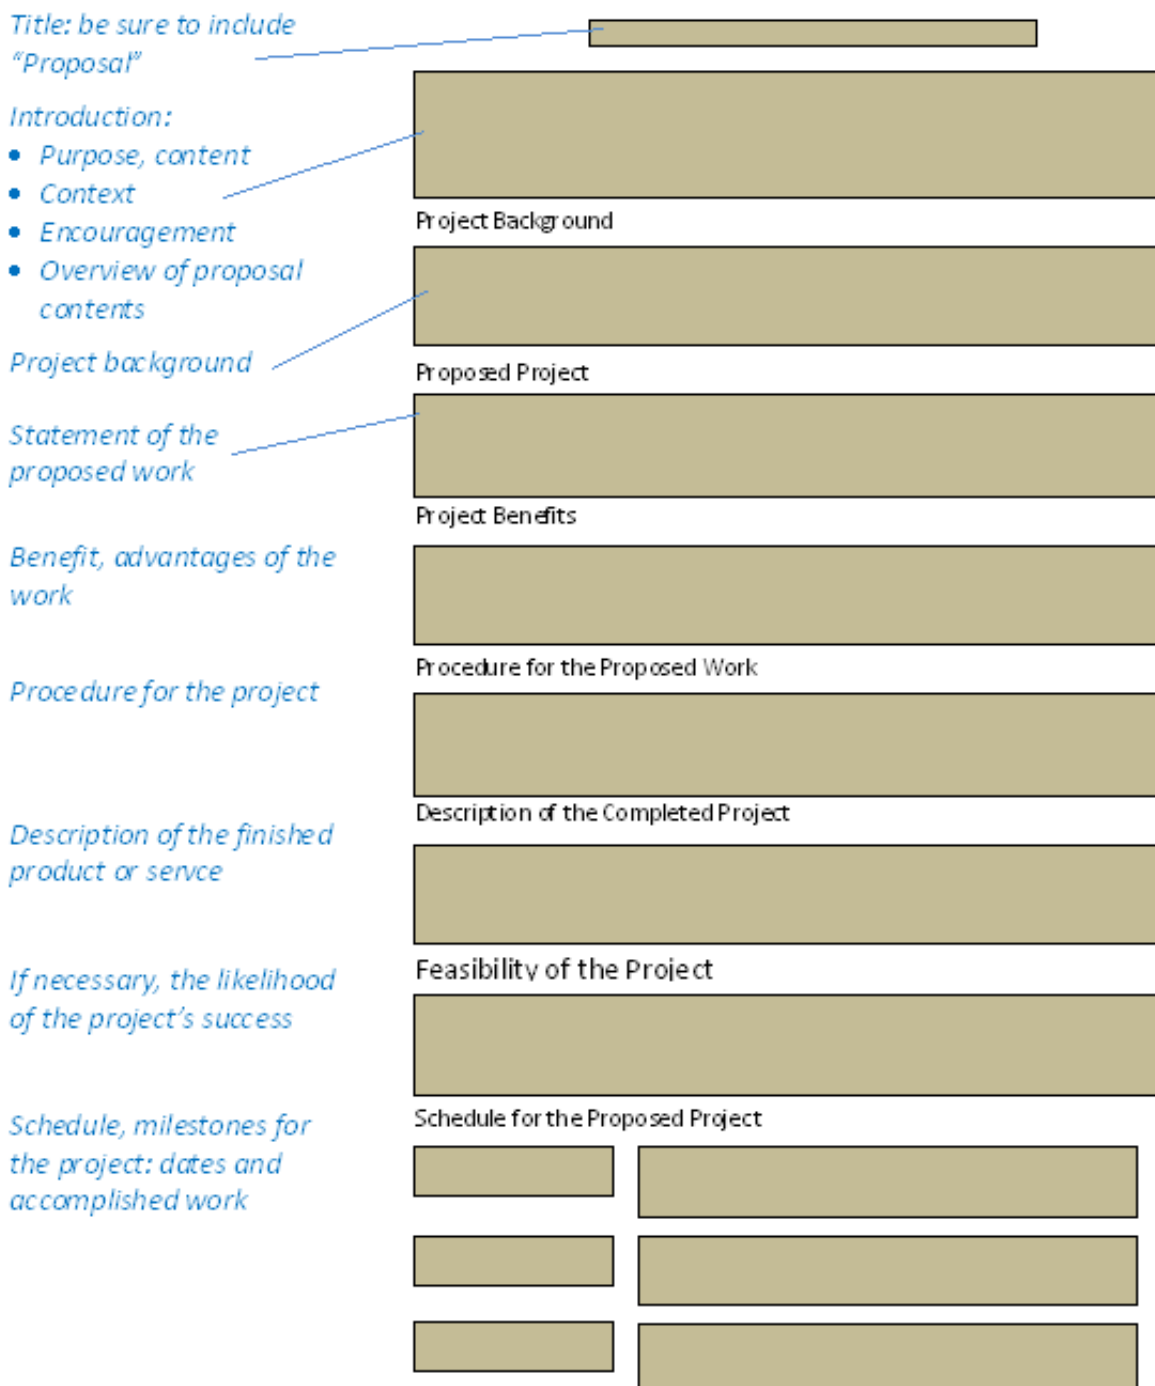 Title: be sure to include
“Proposal”
Introduction:
• Purpose, content
• Context
• Encouragement
• Overview of proposal
contents
Project Background
Project background
Proposed Project
Statement of the
proposed work
Project Benefits
Benefit, advantages of the
work
Procedure for the Proposed Work
Procedure for the project
Description of the Completed Project
Description of the finished
product or servce
Feasibility of the Project
If necessary, the likelihood
of the project’s success
Schedule for the Proposed Project
Schedule, milestones for
the project: dates and
accomplished work